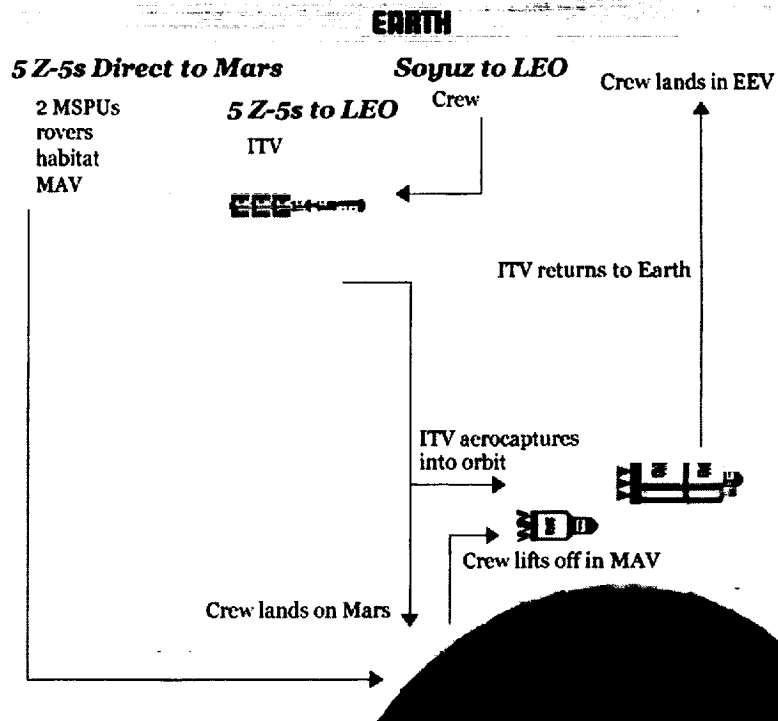 EARTH
5 Z-5s Direct to Mars
2 MSPUs
rovers
habitat
MAV
5 Z-5s to LEO
ITV
Soyuz to LEO
Crew
Crew lands in EEV
ITV returns to Earth
ITV aerocaptures
into orbit
Crew lifts off in MAV
Crew lands on Mars